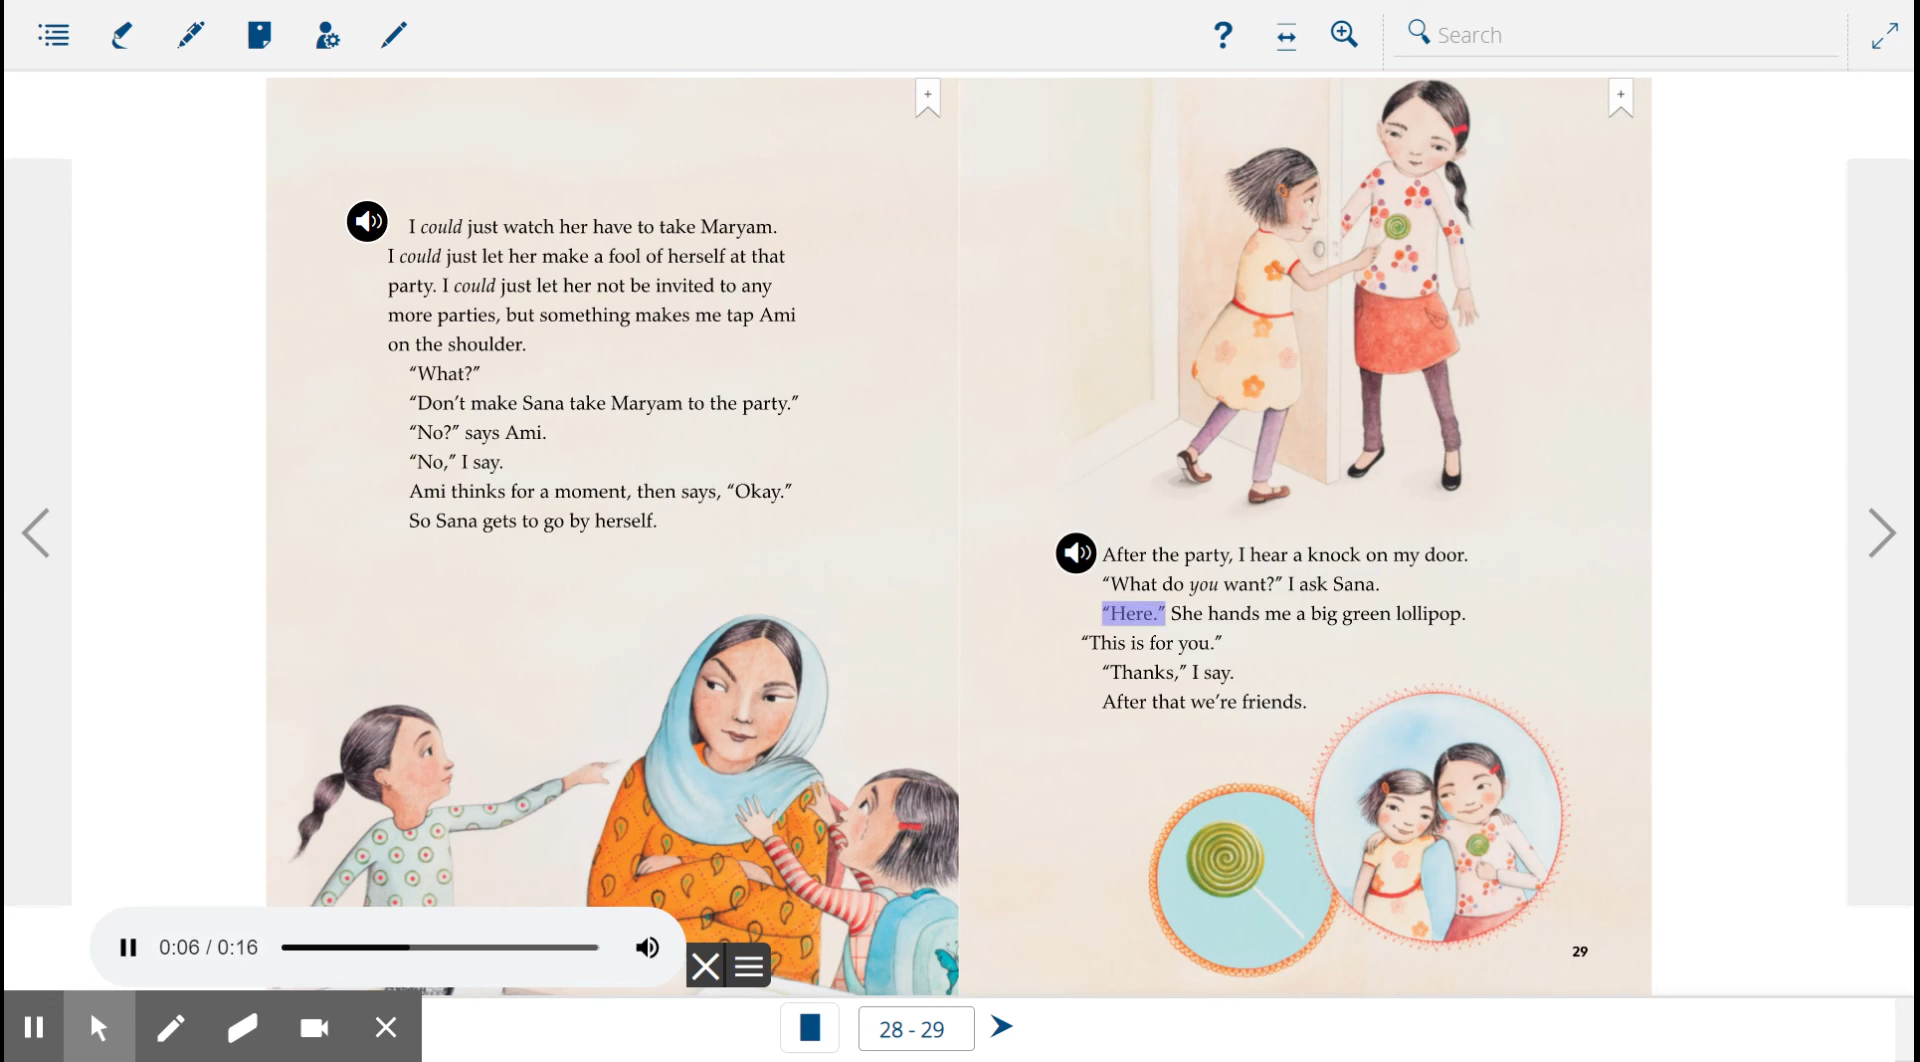 ?
Search
I could just watch her have to take Maryam.
I could just let her make a fool of herself at that
party. I could just let her not be invited to any
more parties, but something makes me tap Ami
on the shoulder.
“What?”
“Don’t make Sana take Maryam to the party.”
“No?” says Ami.
“No,” I say.
Ami thinks for a moment, then says, “Okay.”
So Sana gets to go by herself.
After the party, I hear a knock on my door.
“What do you want?” I ask Sana.
“Here.” She hands me a big green lollipop.
“This is for you.”
“Thanks,” I say.
After that we’re friends.
29
0:06 / 0:16
28 - 29